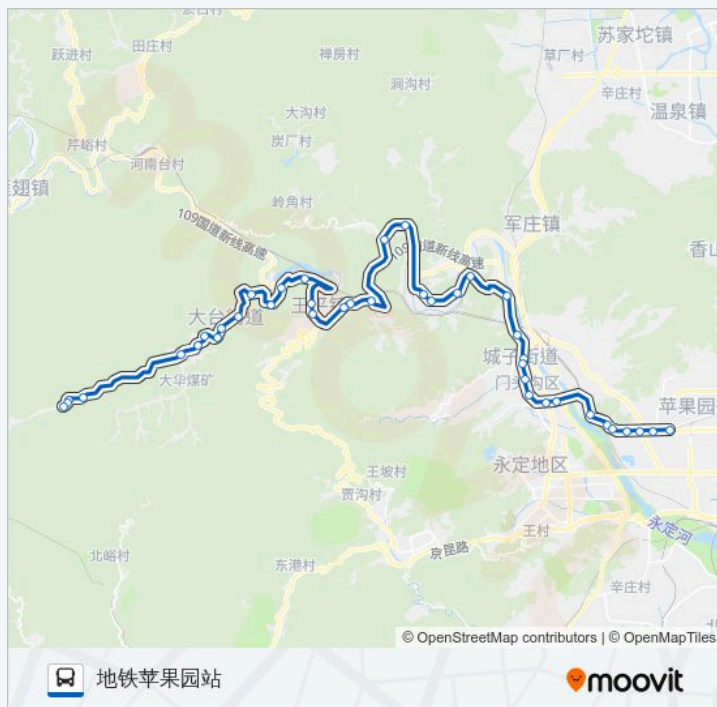 苏家坨镇
跃进村
田庄村
禅房村
草厂村
涧沟村
辛庄村
温泉镇
大沟村
炭厂村
芹峪村
河南台村
翅镇
岭角村
109国道新线高速
军庄镇
香山
109国道新线高速
王平镇
大台街道
城子街道
门头沟区
大华煤矿
苹果园
永定地区
王坡村
贾沟村
永定河
王村
京昆路
北峪村
东港村
辛庄村
北
© OpenStreetMap contributors | © OpenMapTiles
地铁苹果园站
moovit